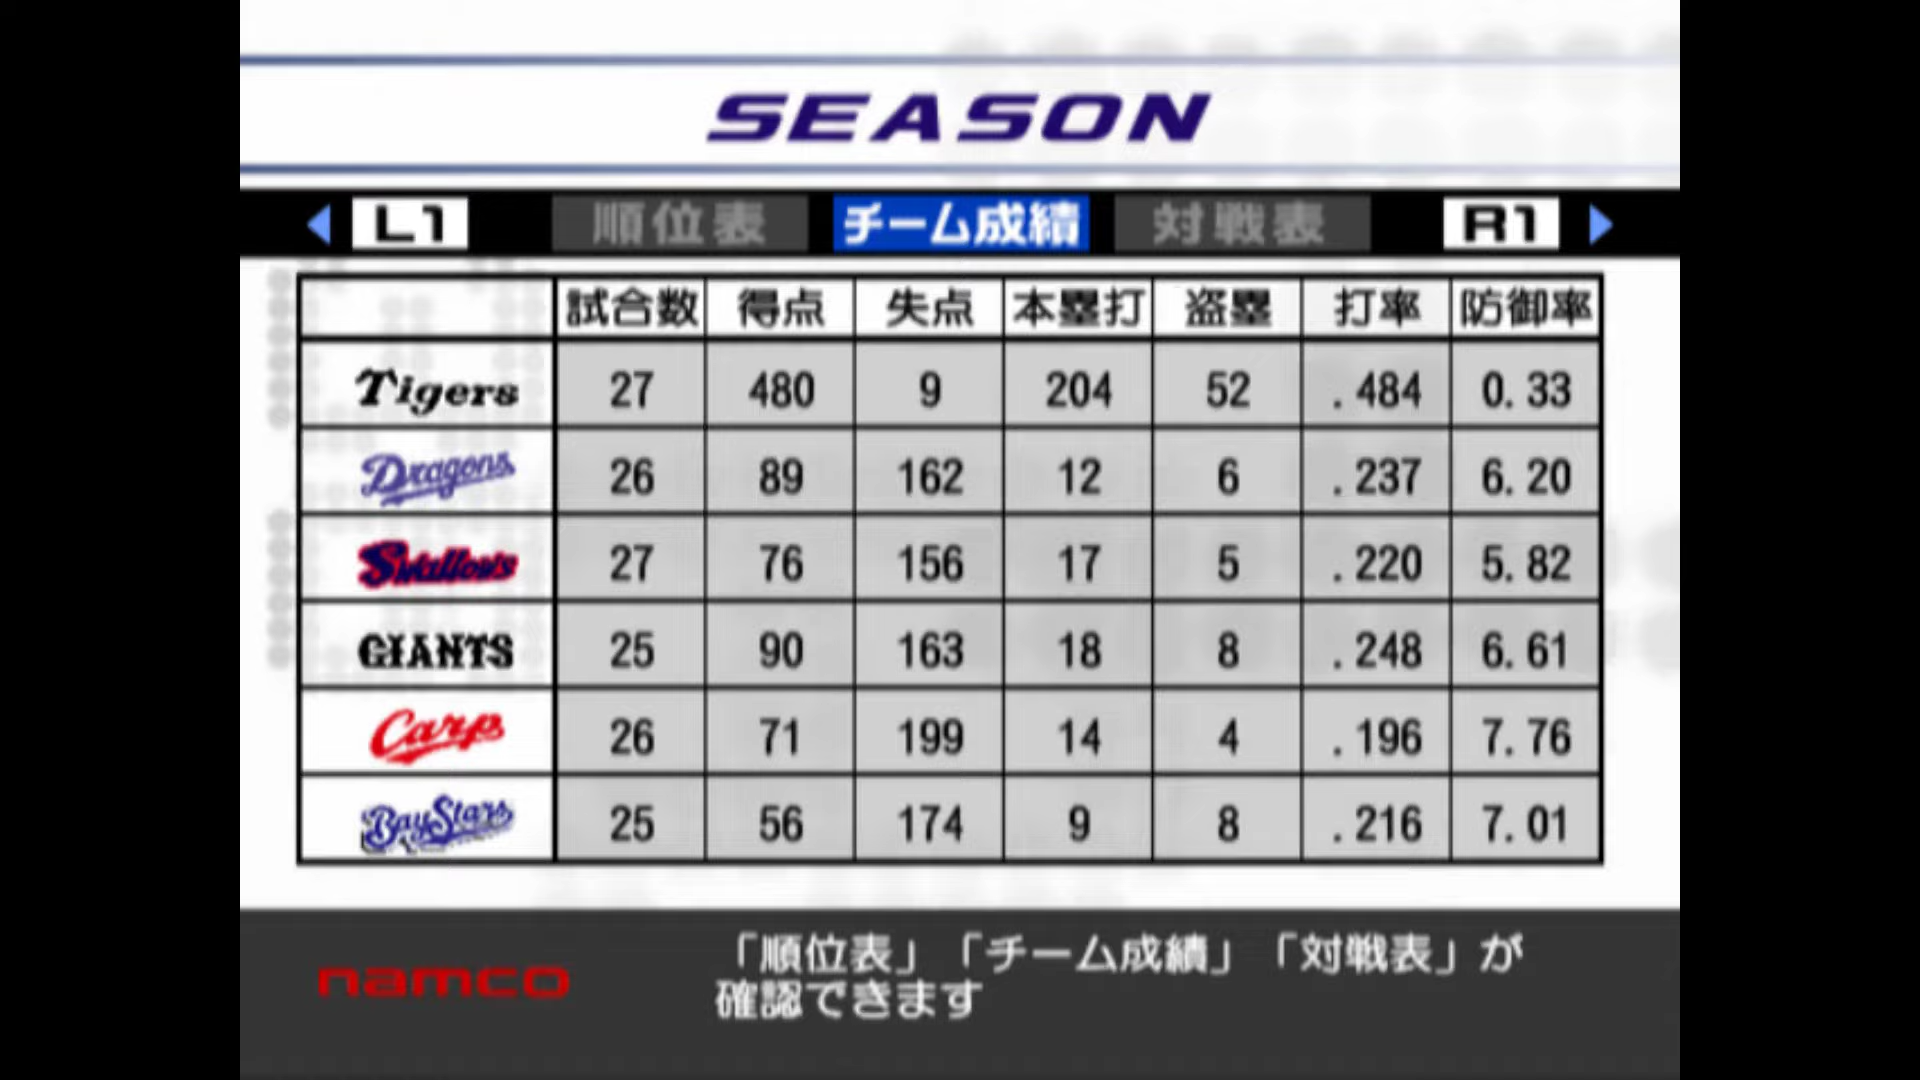 SEASON
L1 順位表 チーム成績 対戦表 R1
試合数 得点 失点 本塁打 盗塁 打率 防御率
Tigers 27 480 9 204 52 .484 0.33
Dragons 26 89 162 12 6 .237 6.20
Swallows 27 76 156 17 5 .220 5.82
GIANTS 25 90 163 18 8 .248 6.61
Carp 26 71 199 14 4 .196 7.76
BayStars 25 56 174 9 8 .216 7.01
namco
「順位表」「チーム成績」「対戦表」が
確認できます